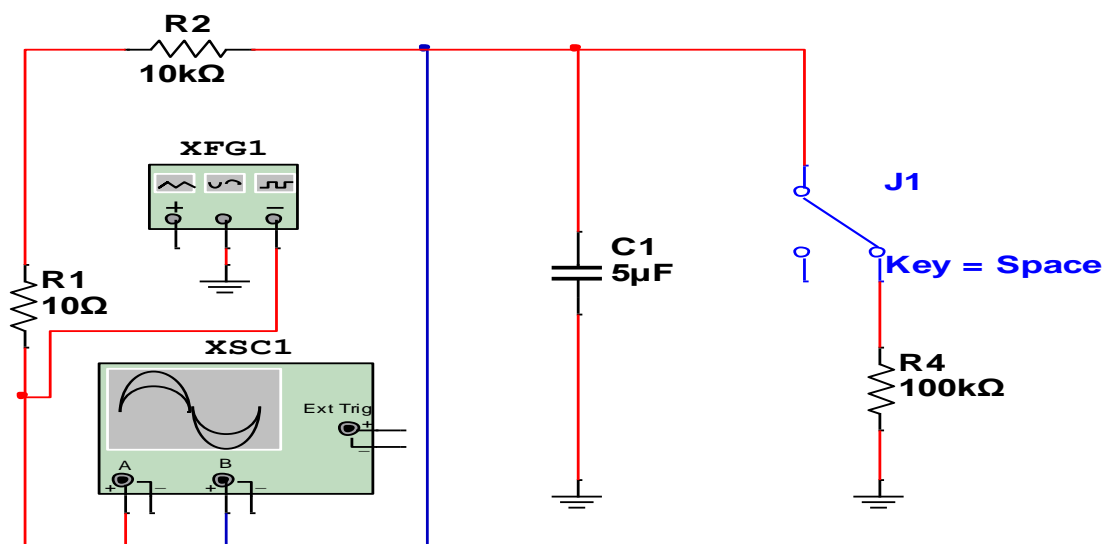 R2
10kΩ
XFG1
+ −
J1
C1
5µF
Key = Space
R1
10Ω
XSC1
R4
100kΩ
Ext Trig
+
−
A B
+ − + −